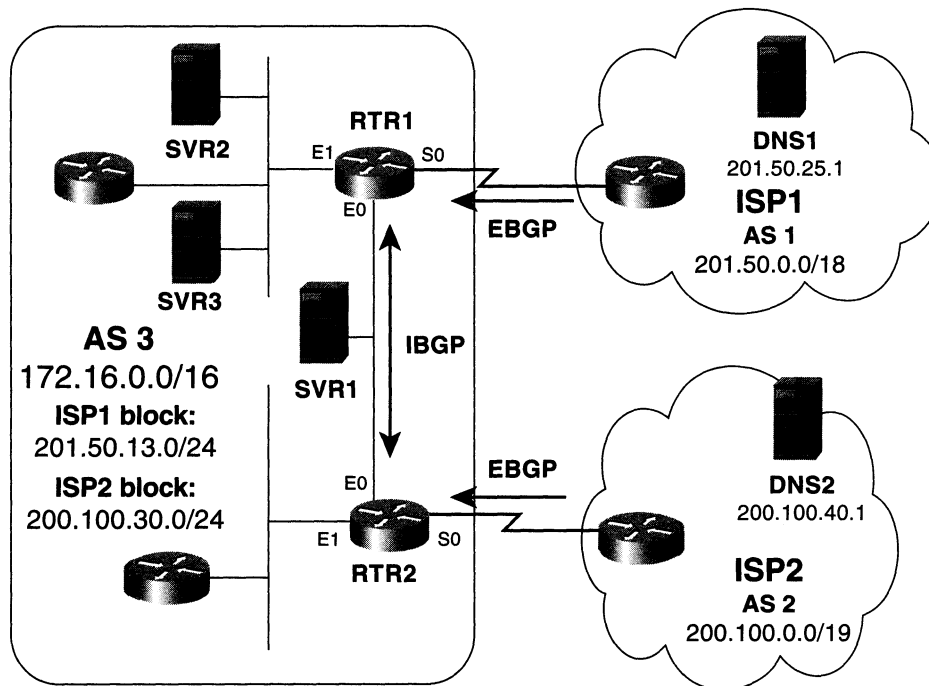 SVR2
RTR1
E1
S0
E0
SVR3
DNS1
201.50.25.1
ISP1
AS 1
201.50.0.0/18
EBGP
AS 3
172.16.0.0/16
ISP1 block:
201.50.13.0/24
ISP2 block:
200.100.30.0/24
SVR1
IBGP
EBGP
E0
E1
S0
RTR2
DNS2
200.100.40.1
ISP2
AS 2
200.100.0.0/19